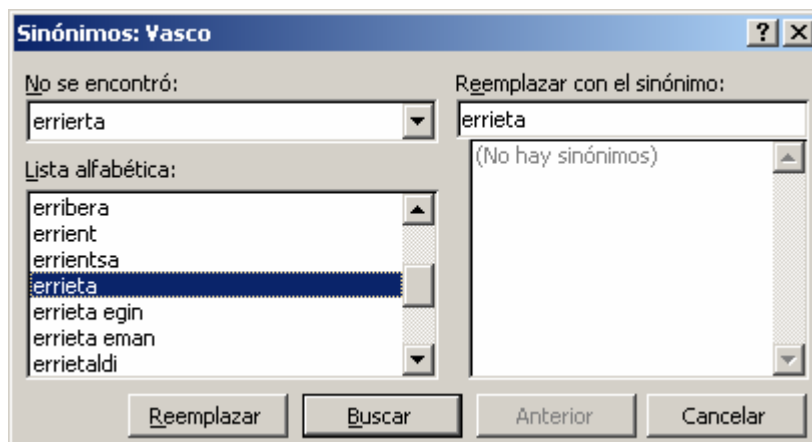 Sinónimos: Vasco
No se encontró:
errierta
Lista alfabética:
erribera
errient
errientsa
errieta
errieta egin
errieta eman
errietaldi
Reemplazar con el sinónimo:
errieta
(No hay sinónimos)
Reemplazar
Buscar
Anterior
Cancelar